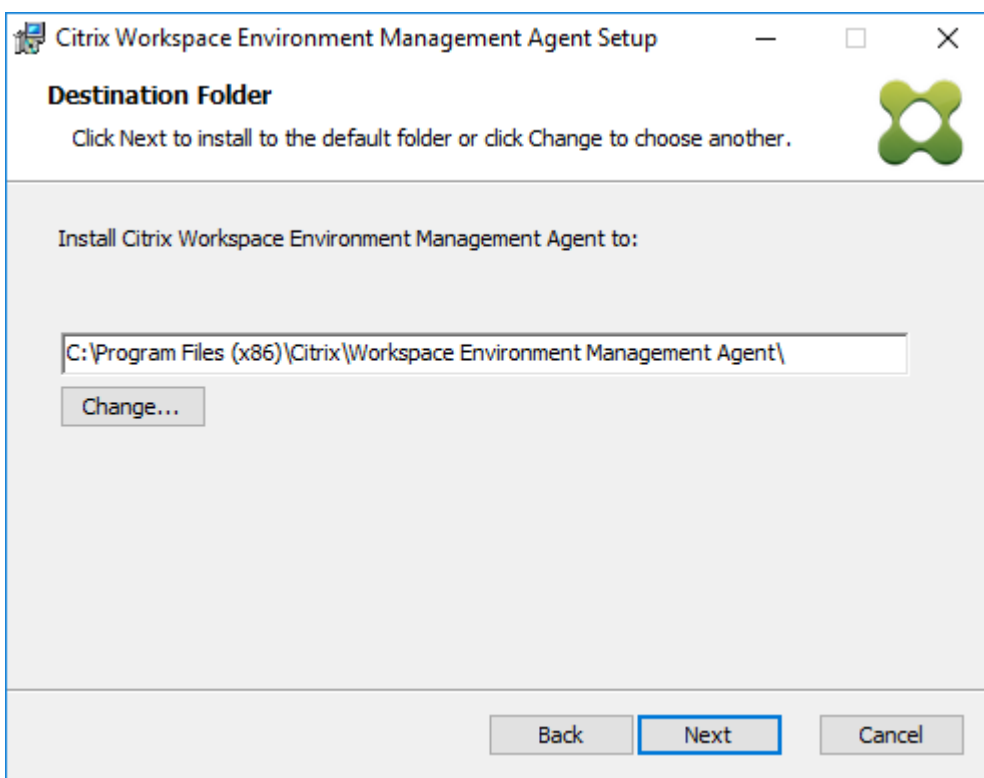 Citrix Workspace Environment Management Agent Setup
Destination Folder
Click Next to install to the default folder or click Change to choose another.
Install Citrix Workspace Environment Management Agent to:
C:\Program Files (x86)\Citrix\Workspace Environment Management Agent\
Change...
Back Next Cancel